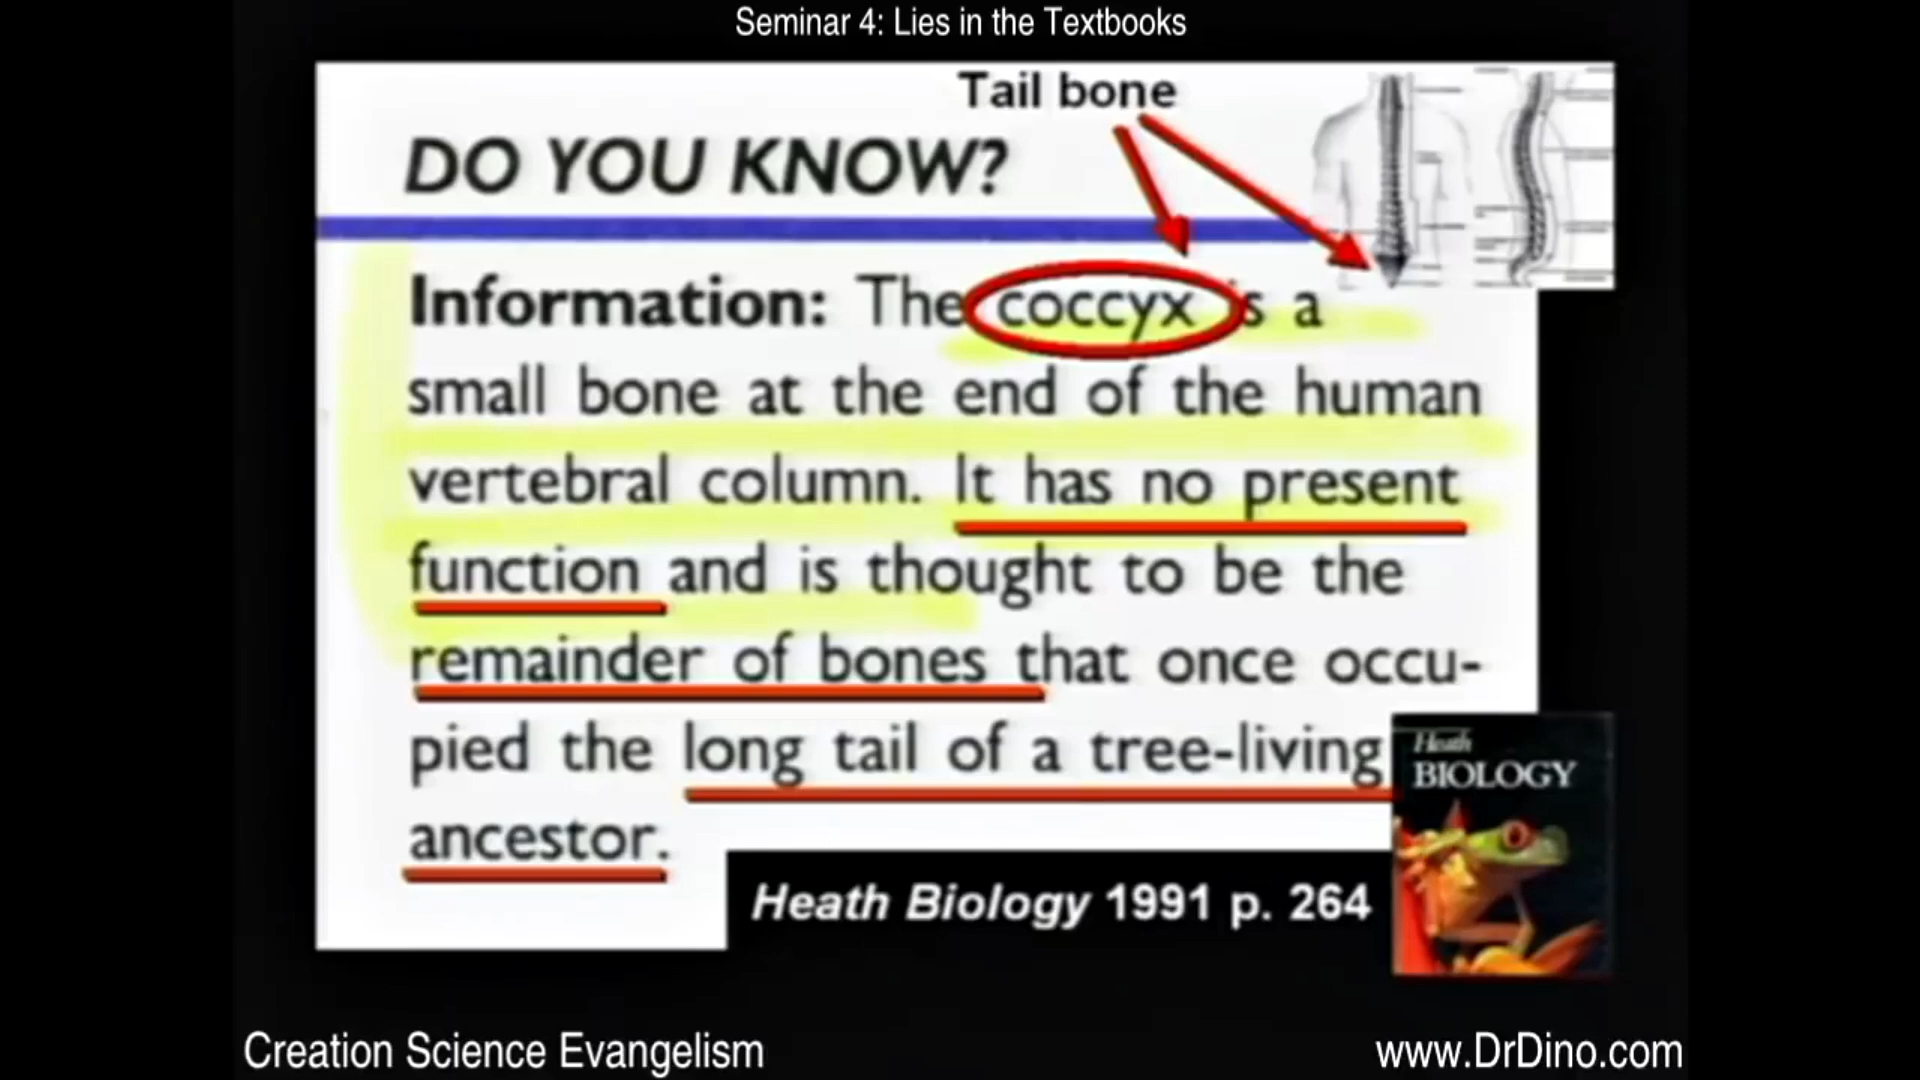 Seminar 4: Lies in the Textbooks
Tail bone
DO YOU KNOW?
Information: The coccyx is a
small bone at the end of the human
vertebral column. It has no present
function and is thought to be the
remainder of bones that once occu-
pied the long tail of a tree-living
ancestor.
Heath
BIOLOGY
Heath Biology 1991 p. 264
Creation Science Evangelism
www.DrDino.com